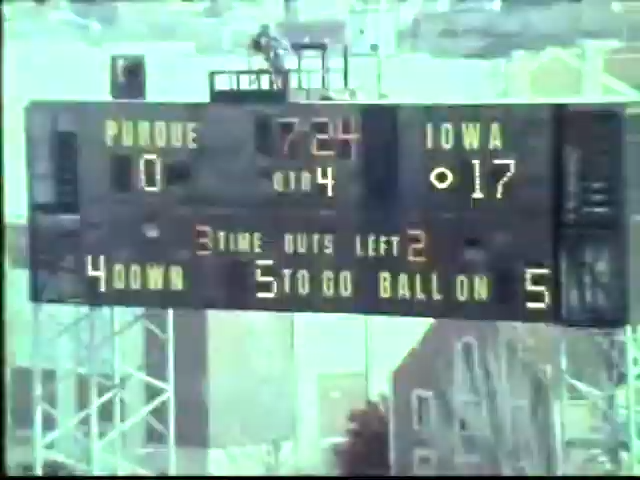 PURDUE 7:24 IOWA
0 QTR 4 17
3 TIME OUTS LEFT 2
4 DOWN 5 TO GO BALL ON 5